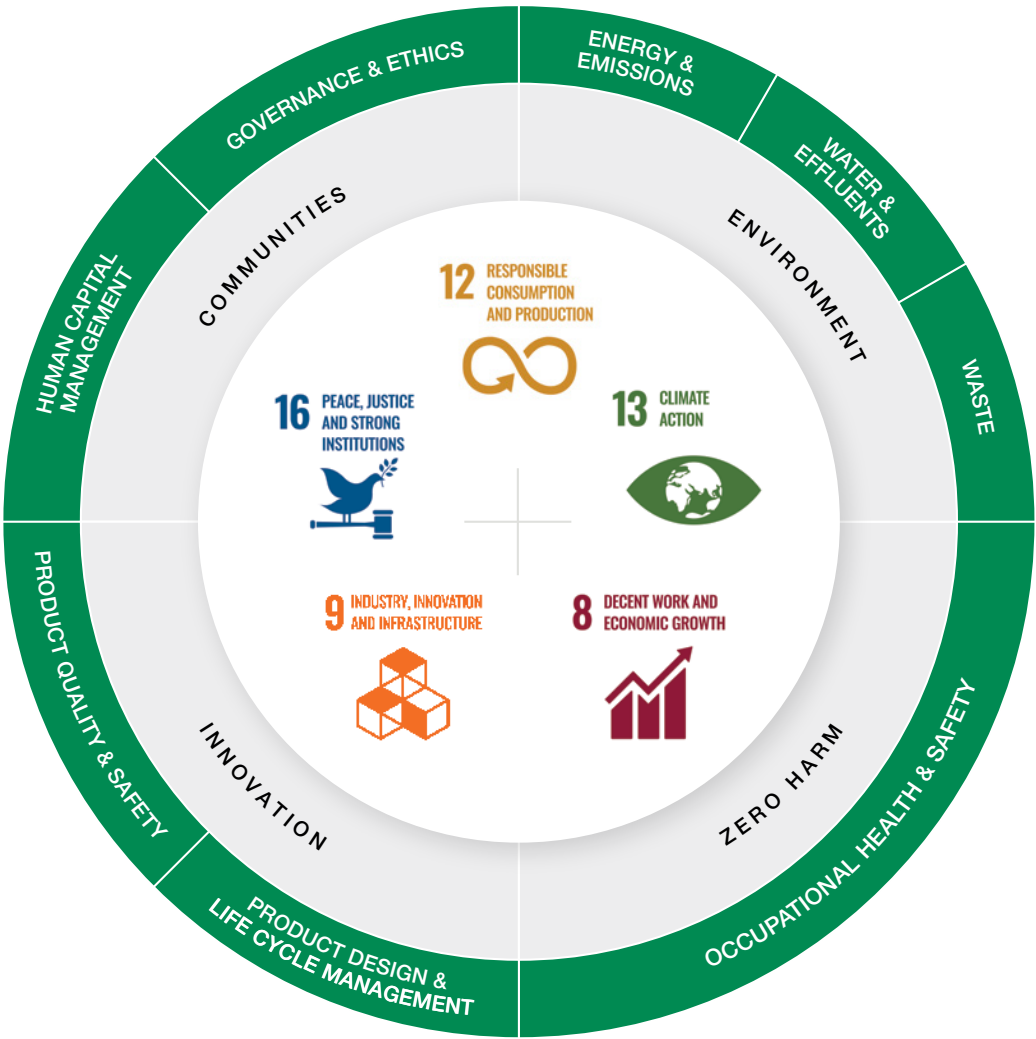 GOVERNANCE & ETHICS
ENERGY &
EMISSIONS
WATER &
EFFLUENTS
WASTE
HUMAN CAPITAL
MANAGEMENT
COMMUNITIES
ENVIRONMENT
12 RESPONSIBLE
CONSUMPTION
AND PRODUCTION
16 PEACE, JUSTICE
AND STRONG
INSTITUTIONS
13 CLIMATE
ACTION
9 INDUSTRY, INNOVATION
AND INFRASTRUCTURE
8 DECENT WORK AND
ECONOMIC GROWTH
INNOVATION
ZERO HARM
PRODUCT QUALITY & SAFETY
PRODUCT DESIGN &
LIFE CYCLE MANAGEMENT
OCCUPATIONAL HEALTH & SAFETY